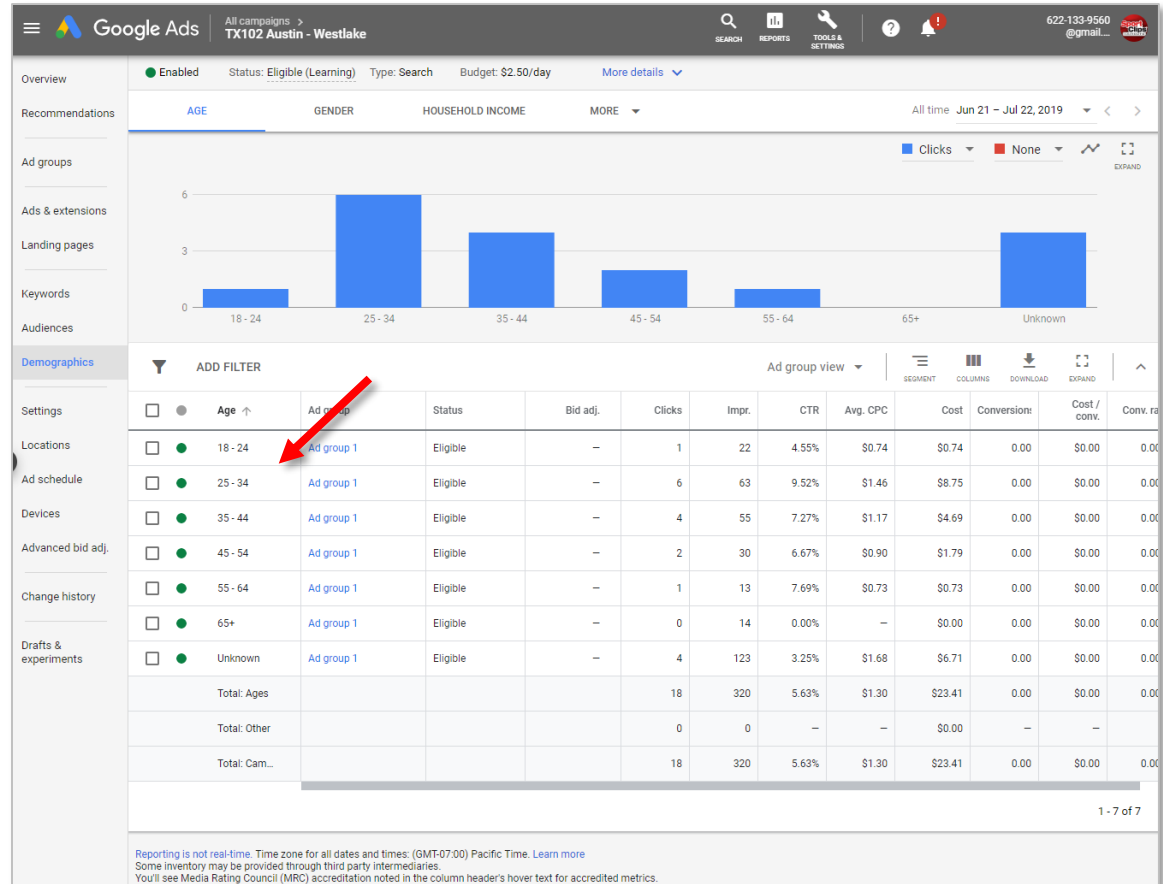 Google Ads
All campaigns >
TX102 Austin - Westlake
SEARCH
REPORTS
TOOLS &
SETTINGS
622-133-9560
@gmail....
Overview
Recommendations
Ad groups
Ads & extensions
Landing pages
Keywords
Audiences
Demographics
Settings
Locations
Ad schedule
Devices
Advanced bid adj.
Change history
Drafts &
experiments
Enabled Status: Eligible (Learning) Type: Search Budget: $2.50/day More details
AGE GENDER HOUSEHOLD INCOME MORE All time Jun 21 – Jul 22, 2019
Clicks None
EXPAND
6
3
0
18 - 24 25 - 34 35 - 44 45 - 54 55 - 64 65+ Unknown
ADD FILTER Ad group view
SEGMENT COLUMNS DOWNLOAD EXPAND
Age Ad group Status Bid adj. Clicks Impr. CTR Avg. CPC Cost Conversions Cost / conv. Conv. ra
18 - 24 Ad group 1 Eligible – 1 22 4.55% $0.74 $0.74 0.00 $0.00 0.00
25 - 34 Ad group 1 Eligible – 6 63 9.52% $1.46 $8.75 0.00 $0.00 0.00
35 - 44 Ad group 1 Eligible – 4 55 7.27% $1.17 $4.69 0.00 $0.00 0.00
45 - 54 Ad group 1 Eligible – 2 30 6.67% $0.90 $1.79 0.00 $0.00 0.00
55 - 64 Ad group 1 Eligible – 1 13 7.69% $0.73 $0.73 0.00 $0.00 0.00
65+ Ad group 1 Eligible – 0 14 0.00% – $0.00 0.00 $0.00 0.00
Unknown Ad group 1 Eligible – 4 123 3.25% $1.68 $6.71 0.00 $0.00 0.00
Total: Ages 18 320 5.63% $1.30 $23.41 0.00 $0.00 0.00
Total: Other 0 0 – – $0.00 – –
Total: Cam... 18 320 5.63% $1.30 $23.41 0.00 $0.00 0.00
1 - 7 of 7
Reporting is not real-time. Time zone for all dates and times: (GMT-07:00) Pacific Time. Learn more
Some inventory may be provided through third party intermediaries.
You'll see Media Rating Council (MRC) accreditation noted in the column header's hover text for accredited metrics.